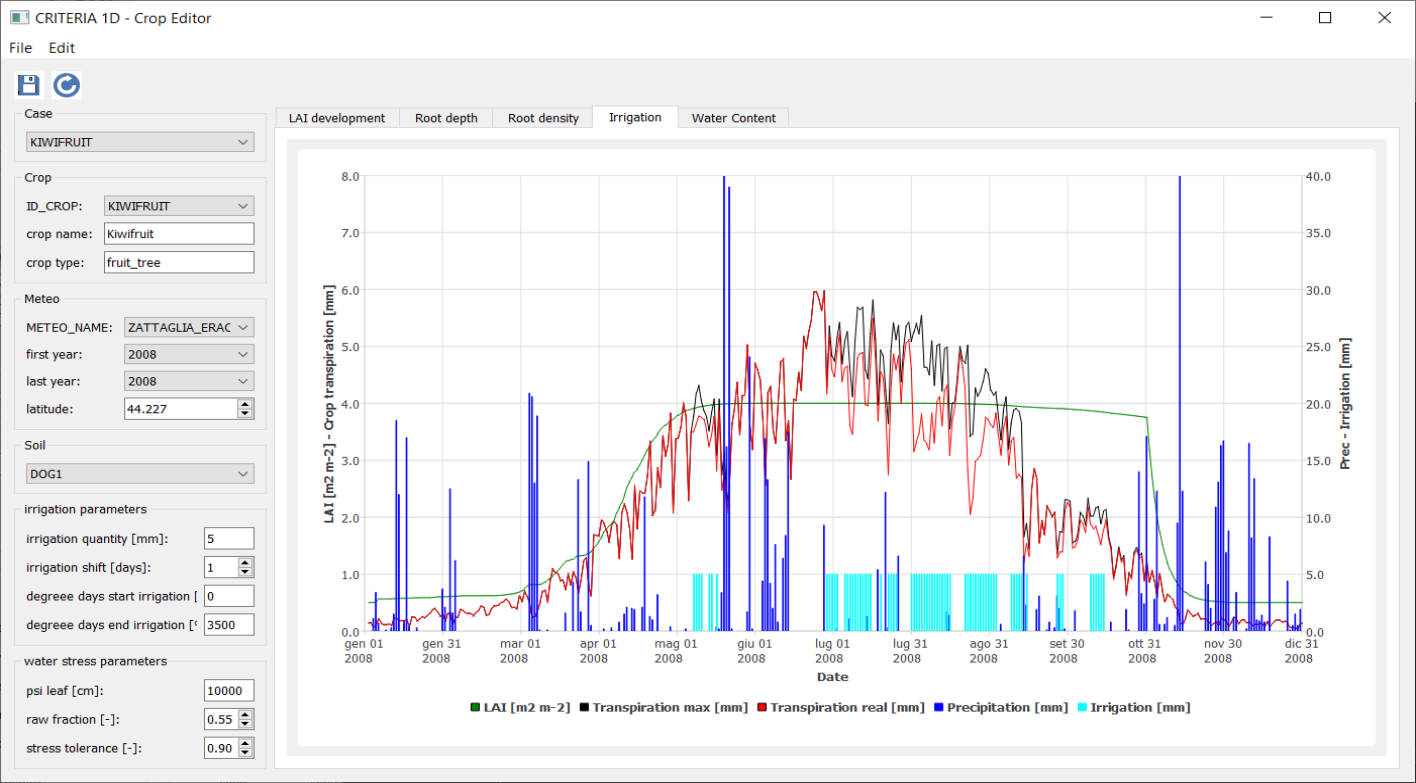 CRITERIA 1D - Crop Editor
File Edit
Case
KIWIFRUIT
Crop
ID_CROP: KIWIFRUIT
crop name: Kiwifruit
crop type: fruit_tree
Meteo
METEO_NAME: ZATTAGLIA_ERAC
first year: 2008
last year: 2008
latitude: 44.227
Soil
DOG1
irrigation parameters
irrigation quantity [mm]: 5
irrigation shift [days]: 1
degreee days start irrigation [ 0
degreee days end irrigation [° 3500
water stress parameters
psi leaf [cm]: 10000
raw fraction [-]: 0.55
stress tolerance [-]: 0.90
LAI development Root depth Root density Irrigation Water Content
LAI [m2 m-2] - Crop transpiration [mm]
8.0
7.0
6.0
5.0
4.0
3.0
2.0
1.0
0.0
40.0
35.0
30.0
25.0
20.0
15.0
10.0
5.0
0.0
Prec - Irrigation [mm]
gen 01 gen 31 mar 01 apr 01 mag 01 giu 01 lug 01 lug 31 ago 31 set 30 ott 31 nov 30 dic 31
2008 2008 2008 2008 2008 2008 2008 2008 2008 2008 2008 2008 2008
Date
LAI [m2 m-2] Transpiration max [mm] Transpiration real [mm] Precipitation [mm] Irrigation [mm]